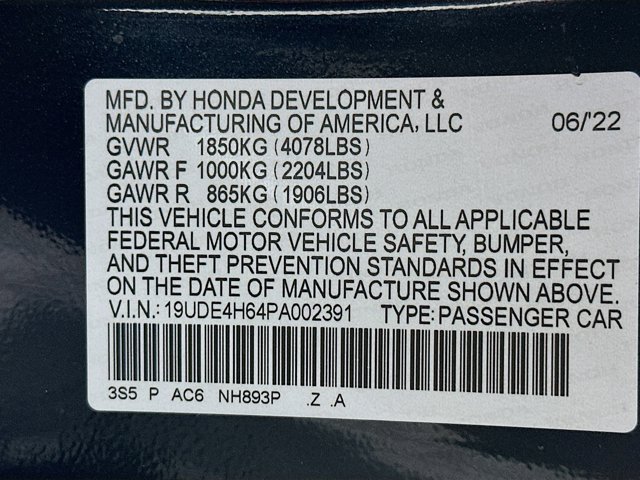 MFD. BY HONDA DEVELOPMENT &
MANUFACTURING OF AMERICA, LLC 06/'22
GVWR 1850KG (4078LBS)
GAWR F 1000KG (2204LBS)
GAWR R 865KG (1906LBS)
THIS VEHICLE CONFORMS TO ALL APPLICABLE
FEDERAL MOTOR VEHICLE SAFETY, BUMPER,
AND THEFT PREVENTION STANDARDS IN EFFECT
ON THE DATE OF MANUFACTURE SHOWN ABOVE.
V.I.N.: 19UDE4H64PA002391 TYPE: PASSENGER CAR
3S5 P AC6 NH893P .Z .A